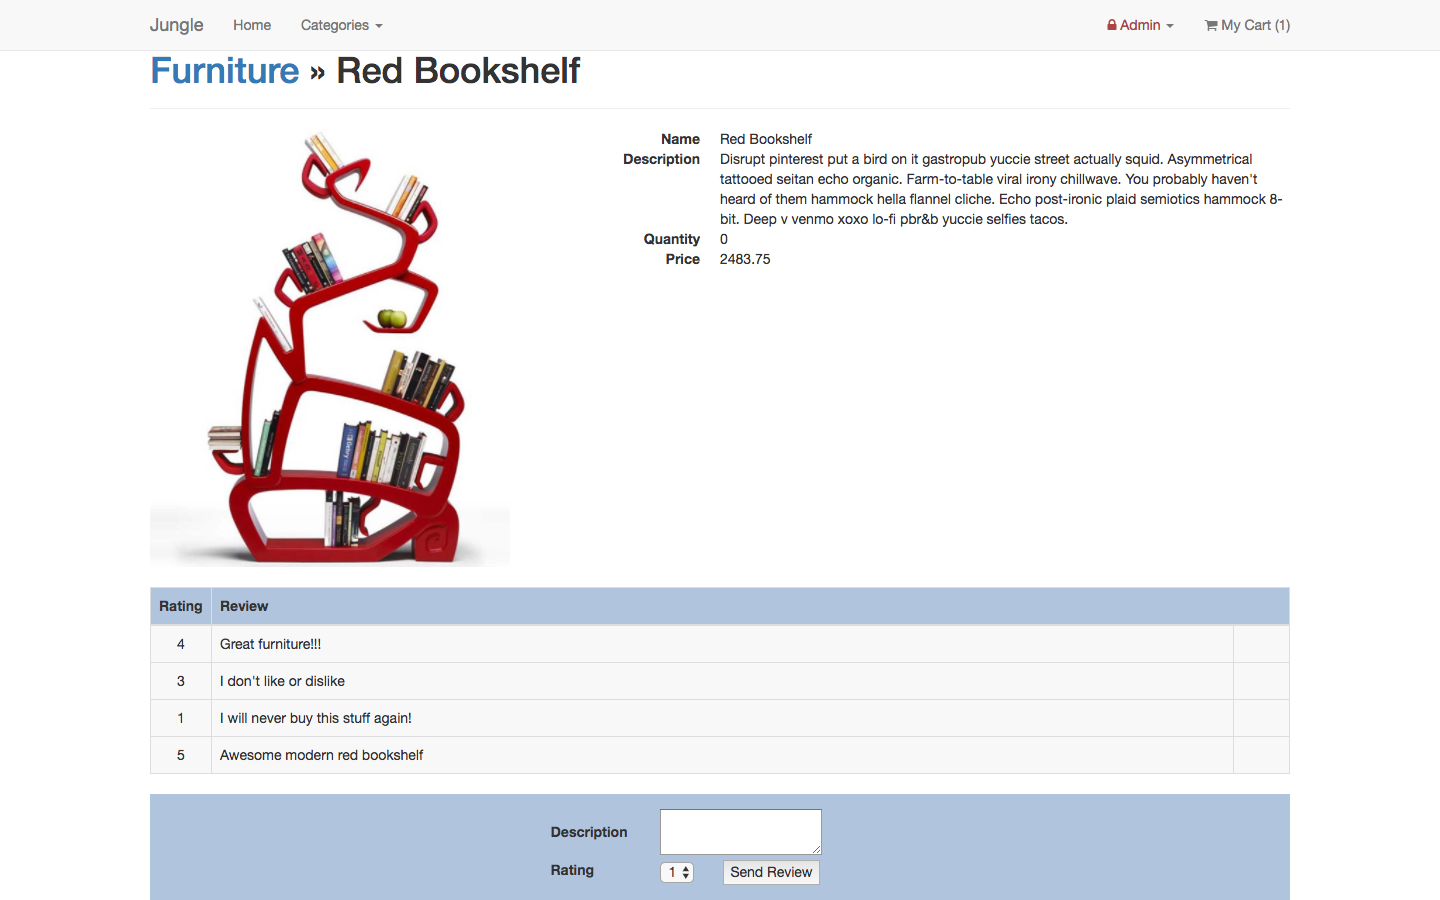 Jungle Home Categories Admin My Cart (1)
Furniture » Red Bookshelf
Name Red Bookshelf
Description Disrupt pinterest put a bird on it gastropub yuccie street actually squid. Asymmetrical
tattooed seitan echo organic. Farm-to-table viral irony chillwave. You probably haven't
heard of them hammock hella flannel cliche. Echo post-ironic plaid semiotics hammock 8-
bit. Deep v venmo xoxo lo-fi pbr&b yuccie selfies tacos.
Quantity 0
Price 2483.75
Rating Review
4 Great furniture!!!
3 I don't like or dislike
1 I will never buy this stuff again!
5 Awesome modern red bookshelf
Description
Rating 1 Send Review